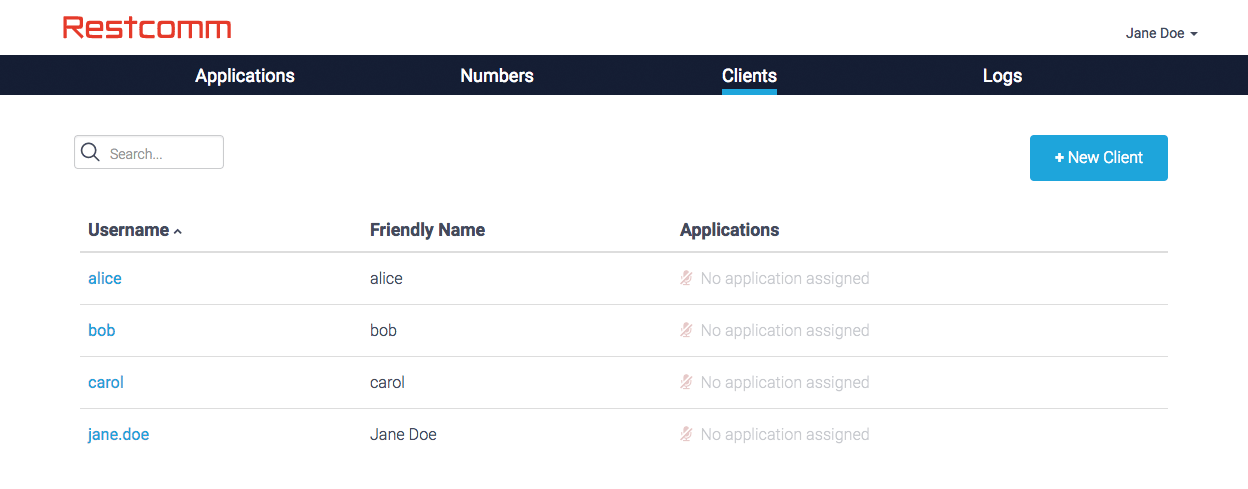 Restcomm
Jane Doe
Applications Numbers Clients Logs
Search...
+ New Client
Username Friendly Name Applications
alice alice No application assigned
bob bob No application assigned
carol carol No application assigned
jane.doe Jane Doe No application assigned